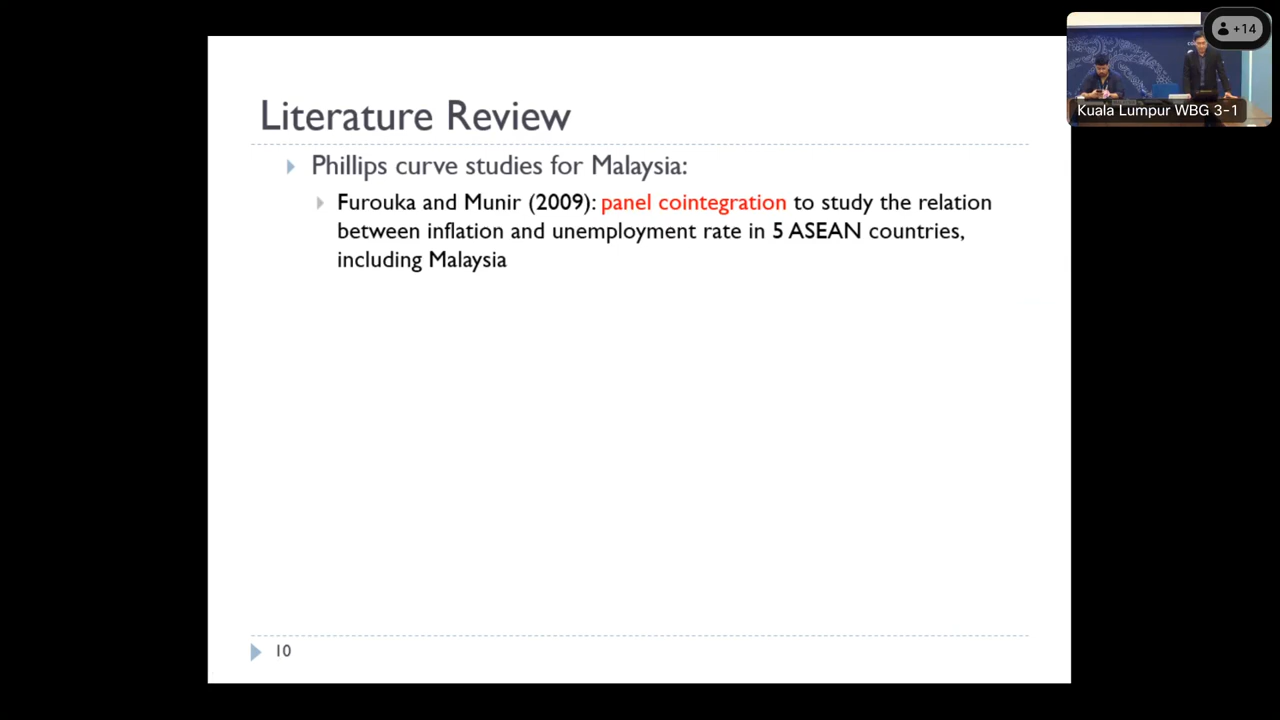 Literature Review
Phillips curve studies for Malaysia:
Furouka and Munir (2009): panel cointegration to study the relation
between inflation and unemployment rate in 5 ASEAN countries,
including Malaysia
10
+14
Kuala Lumpur WBG 3-1